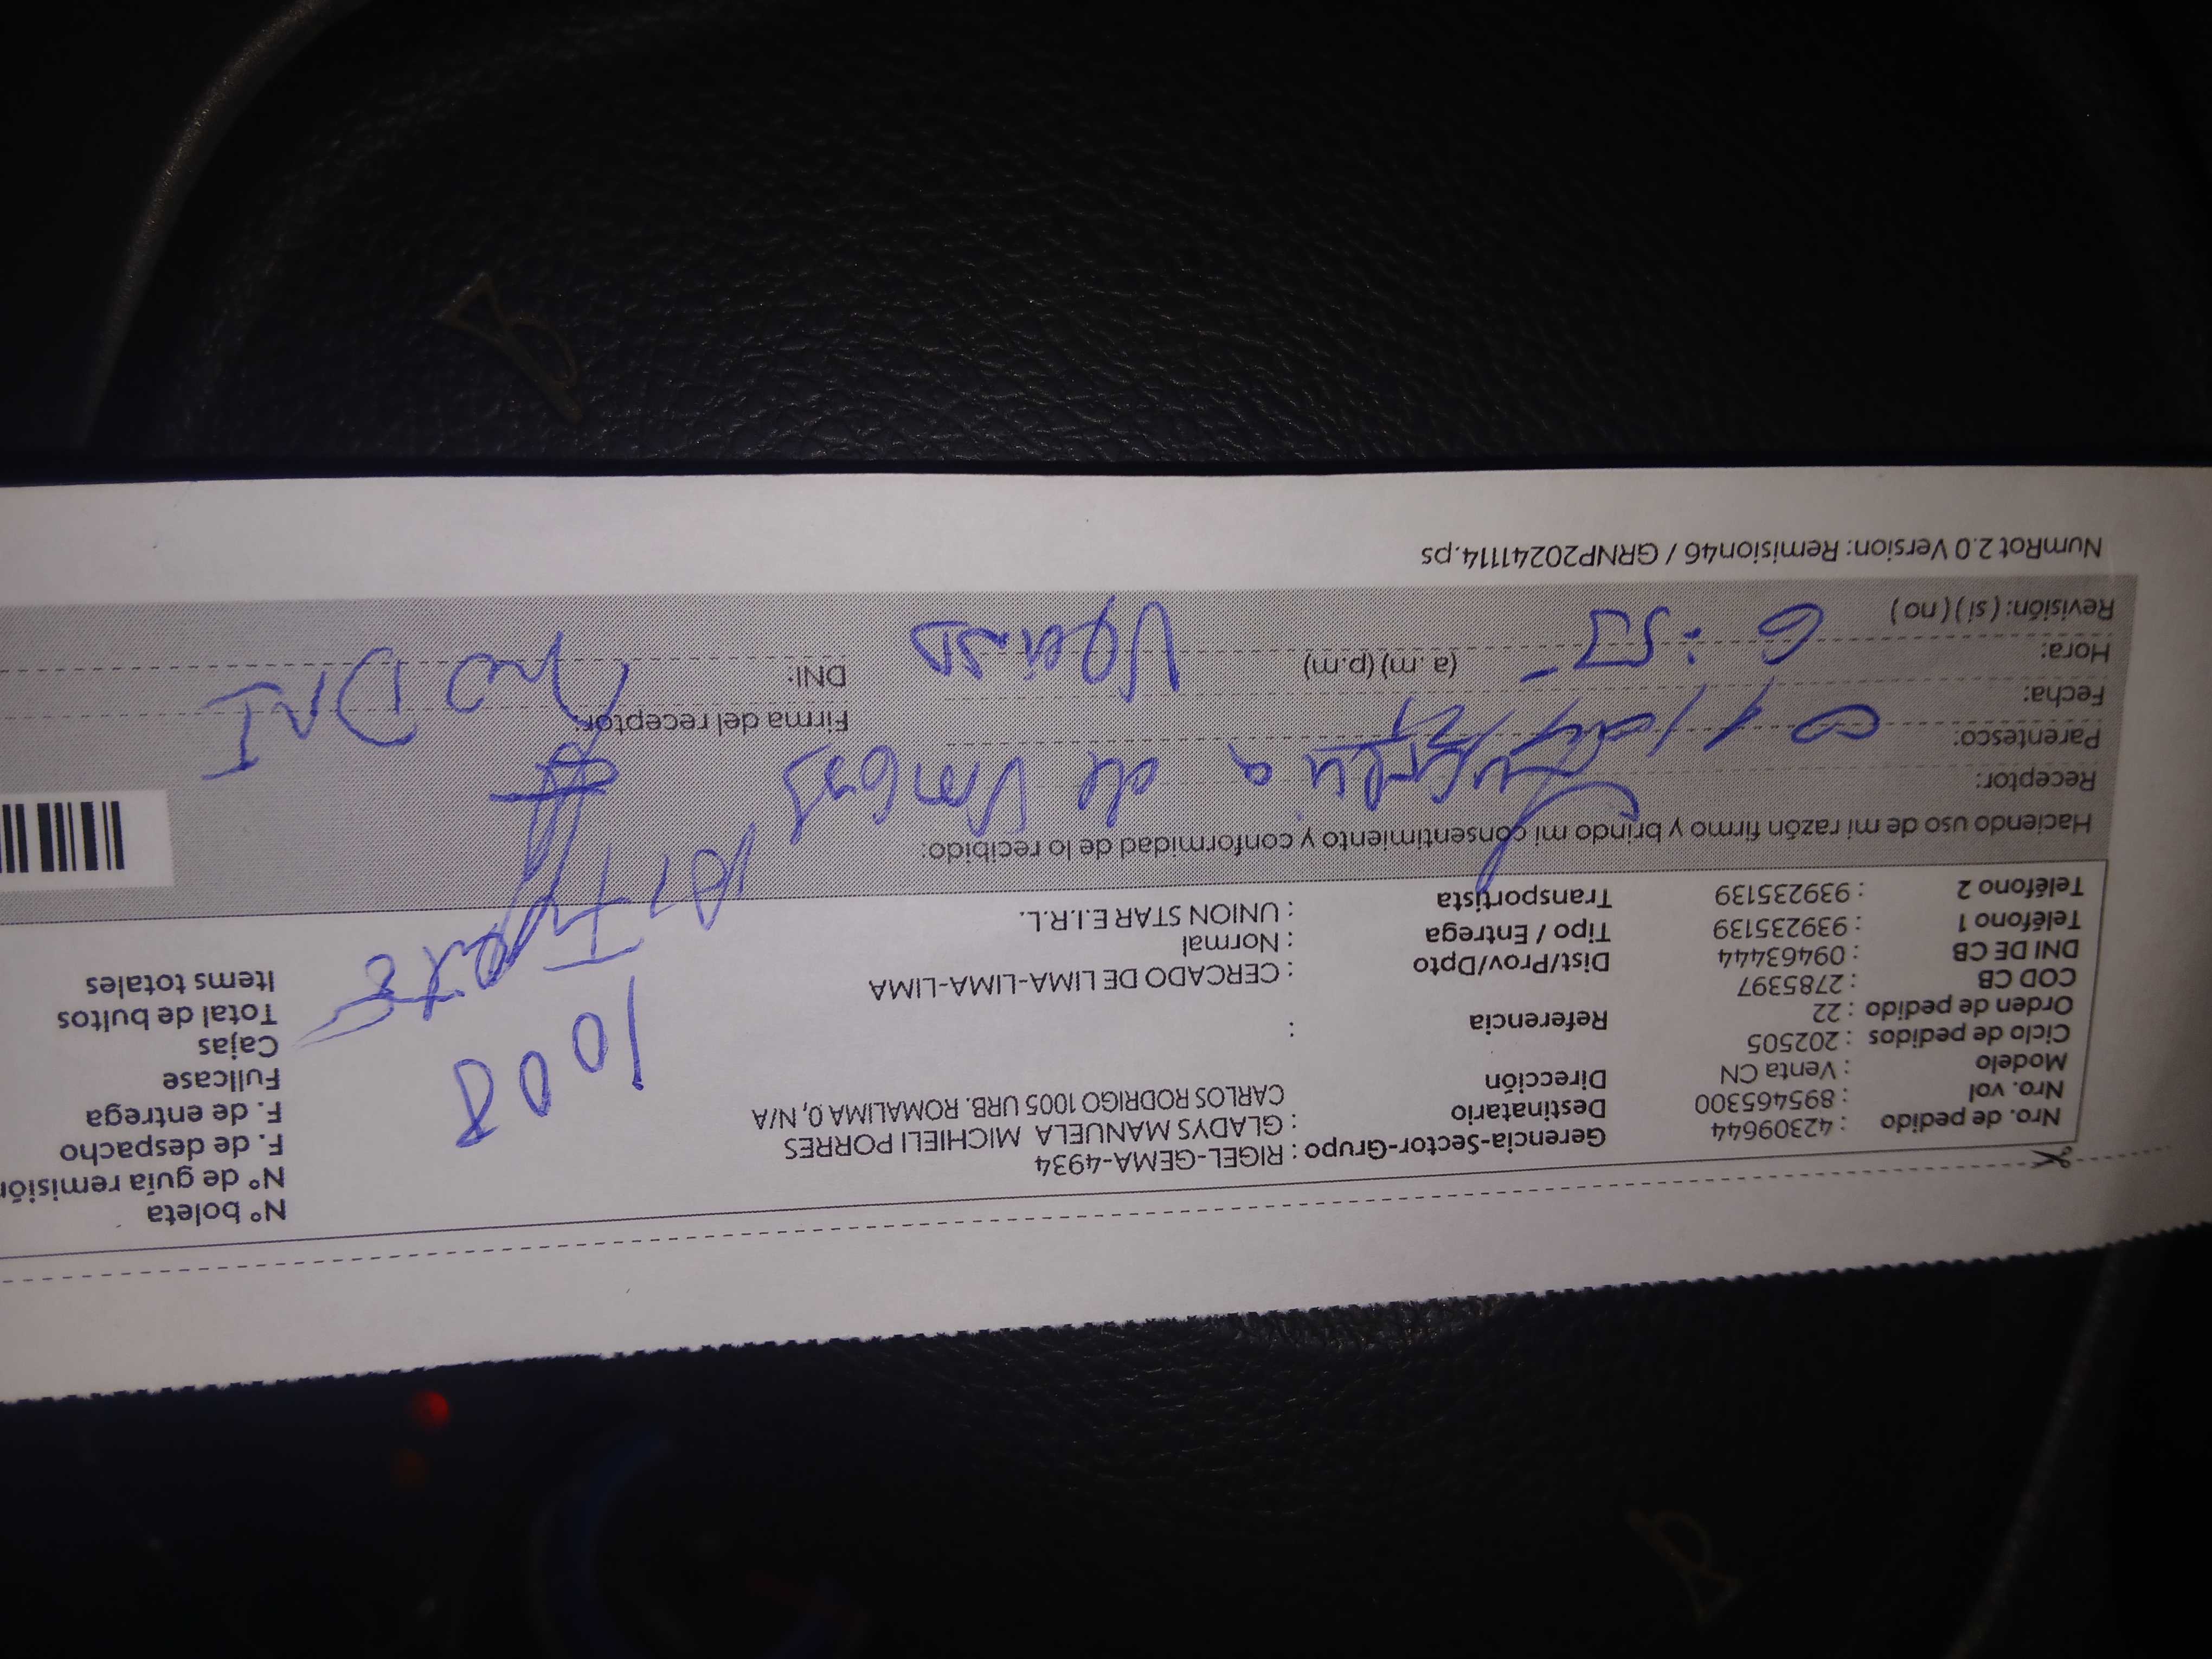 Gerencia-Sector-Grupo : RIGEL-GEMA-4934
Nro. de pedido : 42309644
Destinatario : GLADYS MANUELA MICHIELI PORRES
Nro. vol : 895465300
Dirección CARLOS RODRIGO 1005 URB. ROMALIMA 0, N/A
Modelo : Venta CN
Ciclo de pedidos : 202505
Referencia :
Orden de pedido : 22
COD CB : 2785397
Dist/Prov/Dpto : CERCADO DE LIMA-LIMA-LIMA
DNI DE CB : 09463444
Tipo / Entrega : Normal
Teléfono 1 : 939235139
Transportista : UNION STAR E.I.R.L.
Teléfono 2 : 939235139
N° boleta
N° de guía remisión
F. de despacho
F. de entrega
Fullcase
Cajas
Total de bultos
Items totales
1008
Haciendo uso de mi razón firmo y brindo mi consentimiento y conformidad de lo recibido:
Receptor:
Parentesco:
Fecha:
Hora: (a.m) (p.m)
Revisión: (si) (no)
Firma del receptor:
DNI:
no DNI
NumRot 2.0 Version: Remision46 / GRNP20241114.ps